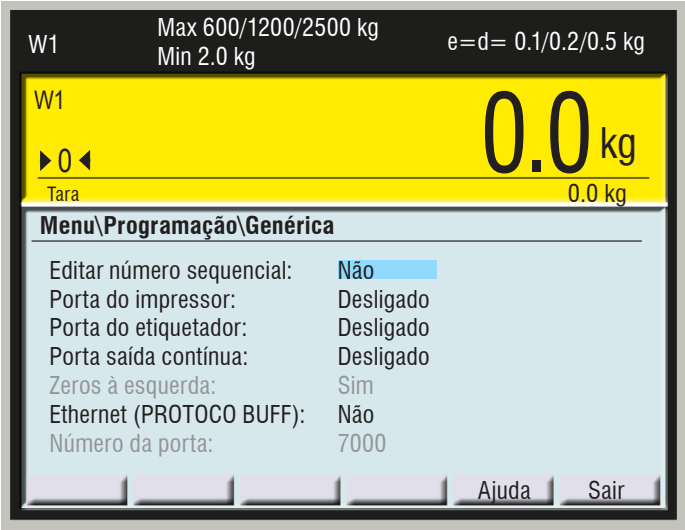 W1 Max 600/1200/2500 kg e=d= 0.1/0.2/0.5 kg
Min 2.0 kg
W1
0.0 kg
0
Tara 0.0 kg
Menu\Programação\Genérica
Editar número sequencial: Não
Porta do impressor: Desligado
Porta do etiquetador: Desligado
Porta saída contínua: Desligado
Zeros à esquerda: Sim
Ethernet (PROTOCO BUFF): Não
Número da porta: 7000
Ajuda Sair